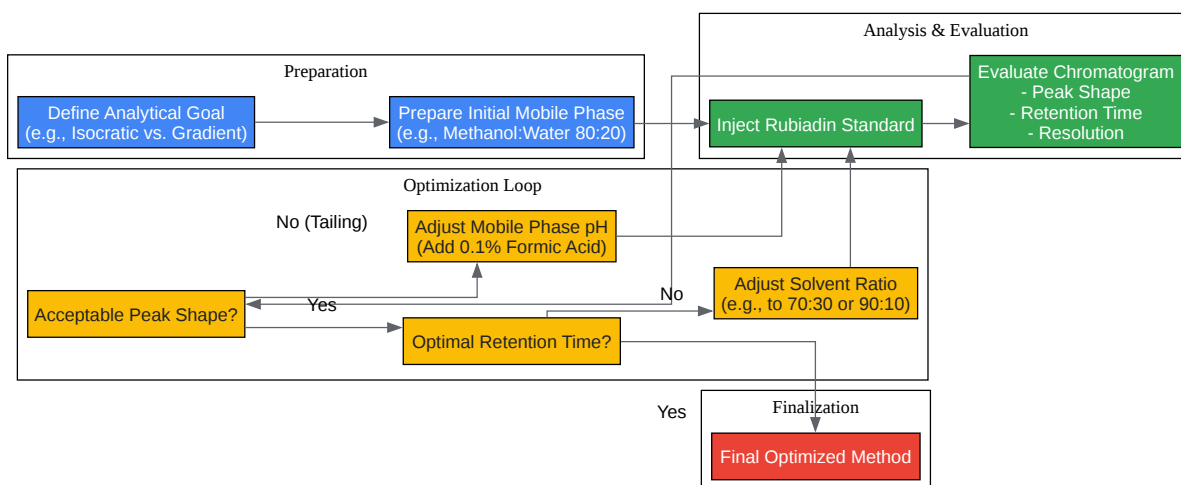 Analysis & Evaluation
Preparation
Define Analytical Goal
(e.g., Isocratic vs. Gradient)
Prepare Initial Mobile Phase
(e.g., Methanol:Water 80:20)
Inject Rubiadin Standard
Evaluate Chromatogram
- Peak Shape
- Retention Time
- Resolution
Optimization Loop
No (Tailing)
Adjust Mobile Phase pH
(Add 0.1% Formic Acid)
Acceptable Peak Shape?
Yes
Optimal Retention Time?
No
Adjust Solvent Ratio
(e.g., to 70:30 or 90:10)
Yes
Finalization
Final Optimized Method